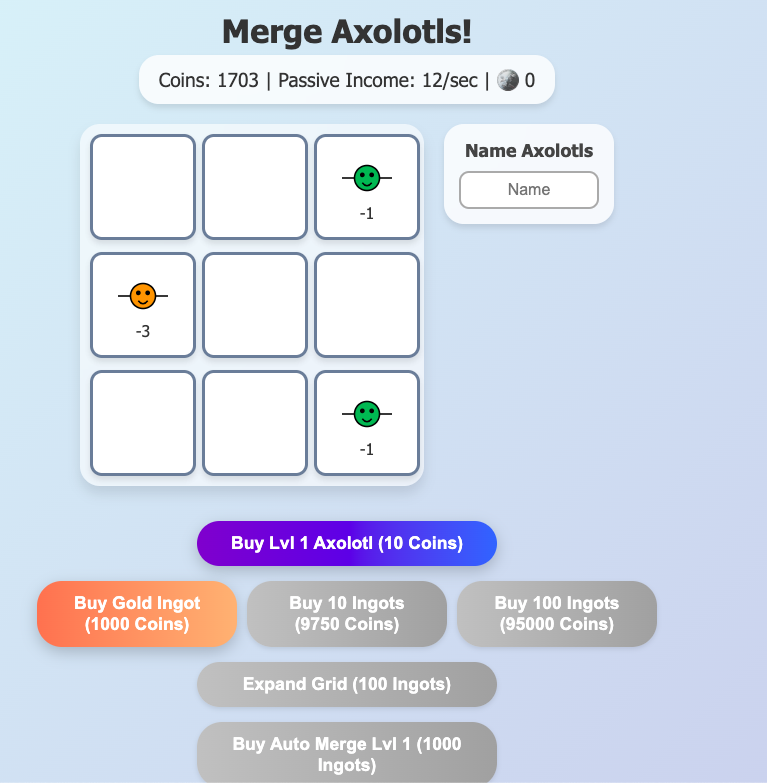 Merge Axolotls!
Coins: 1703 | Passive Income: 12/sec | 0
Name Axolotls
Name
-1
-3
-1
Buy Lvl 1 Axolotl (10 Coins)
Buy Gold Ingot
(1000 Coins)
Buy 10 Ingots
(9750 Coins)
Buy 100 Ingots
(95000 Coins)
Expand Grid (100 Ingots)
Buy Auto Merge Lvl 1 (1000
Ingots)